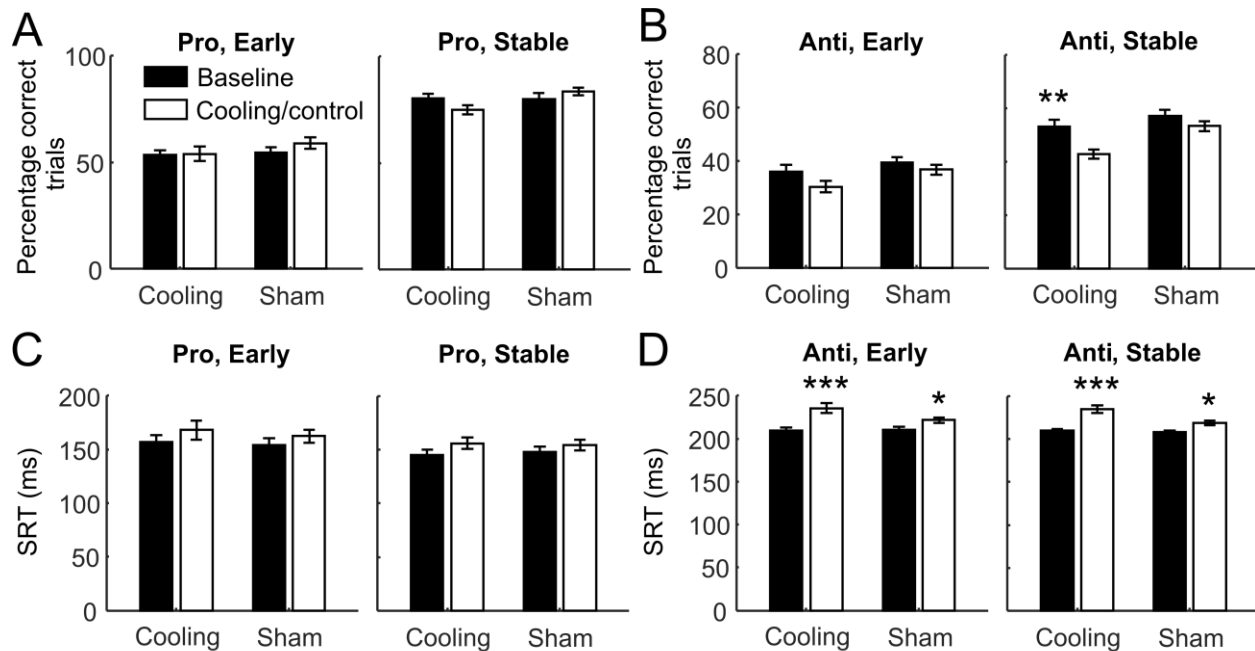 A
Pro, Early
Pro, Stable
Percentage correct
trials
100
50
0
Baseline
Cooling/control
Cooling
Sham
Cooling
Sham
B
Anti, Early
Anti, Stable
Percentage correct
trials
80
60
40
20
0
**
Cooling
Sham
Cooling
Sham
C
Pro, Early
Pro, Stable
SRT (ms)
200
150
100
50
0
Cooling
Sham
Cooling
Sham
D
Anti, Early
Anti, Stable
SRT (ms)
250
200
150
100
50
0
***
*
***
*
Cooling
Sham
Cooling
Sham